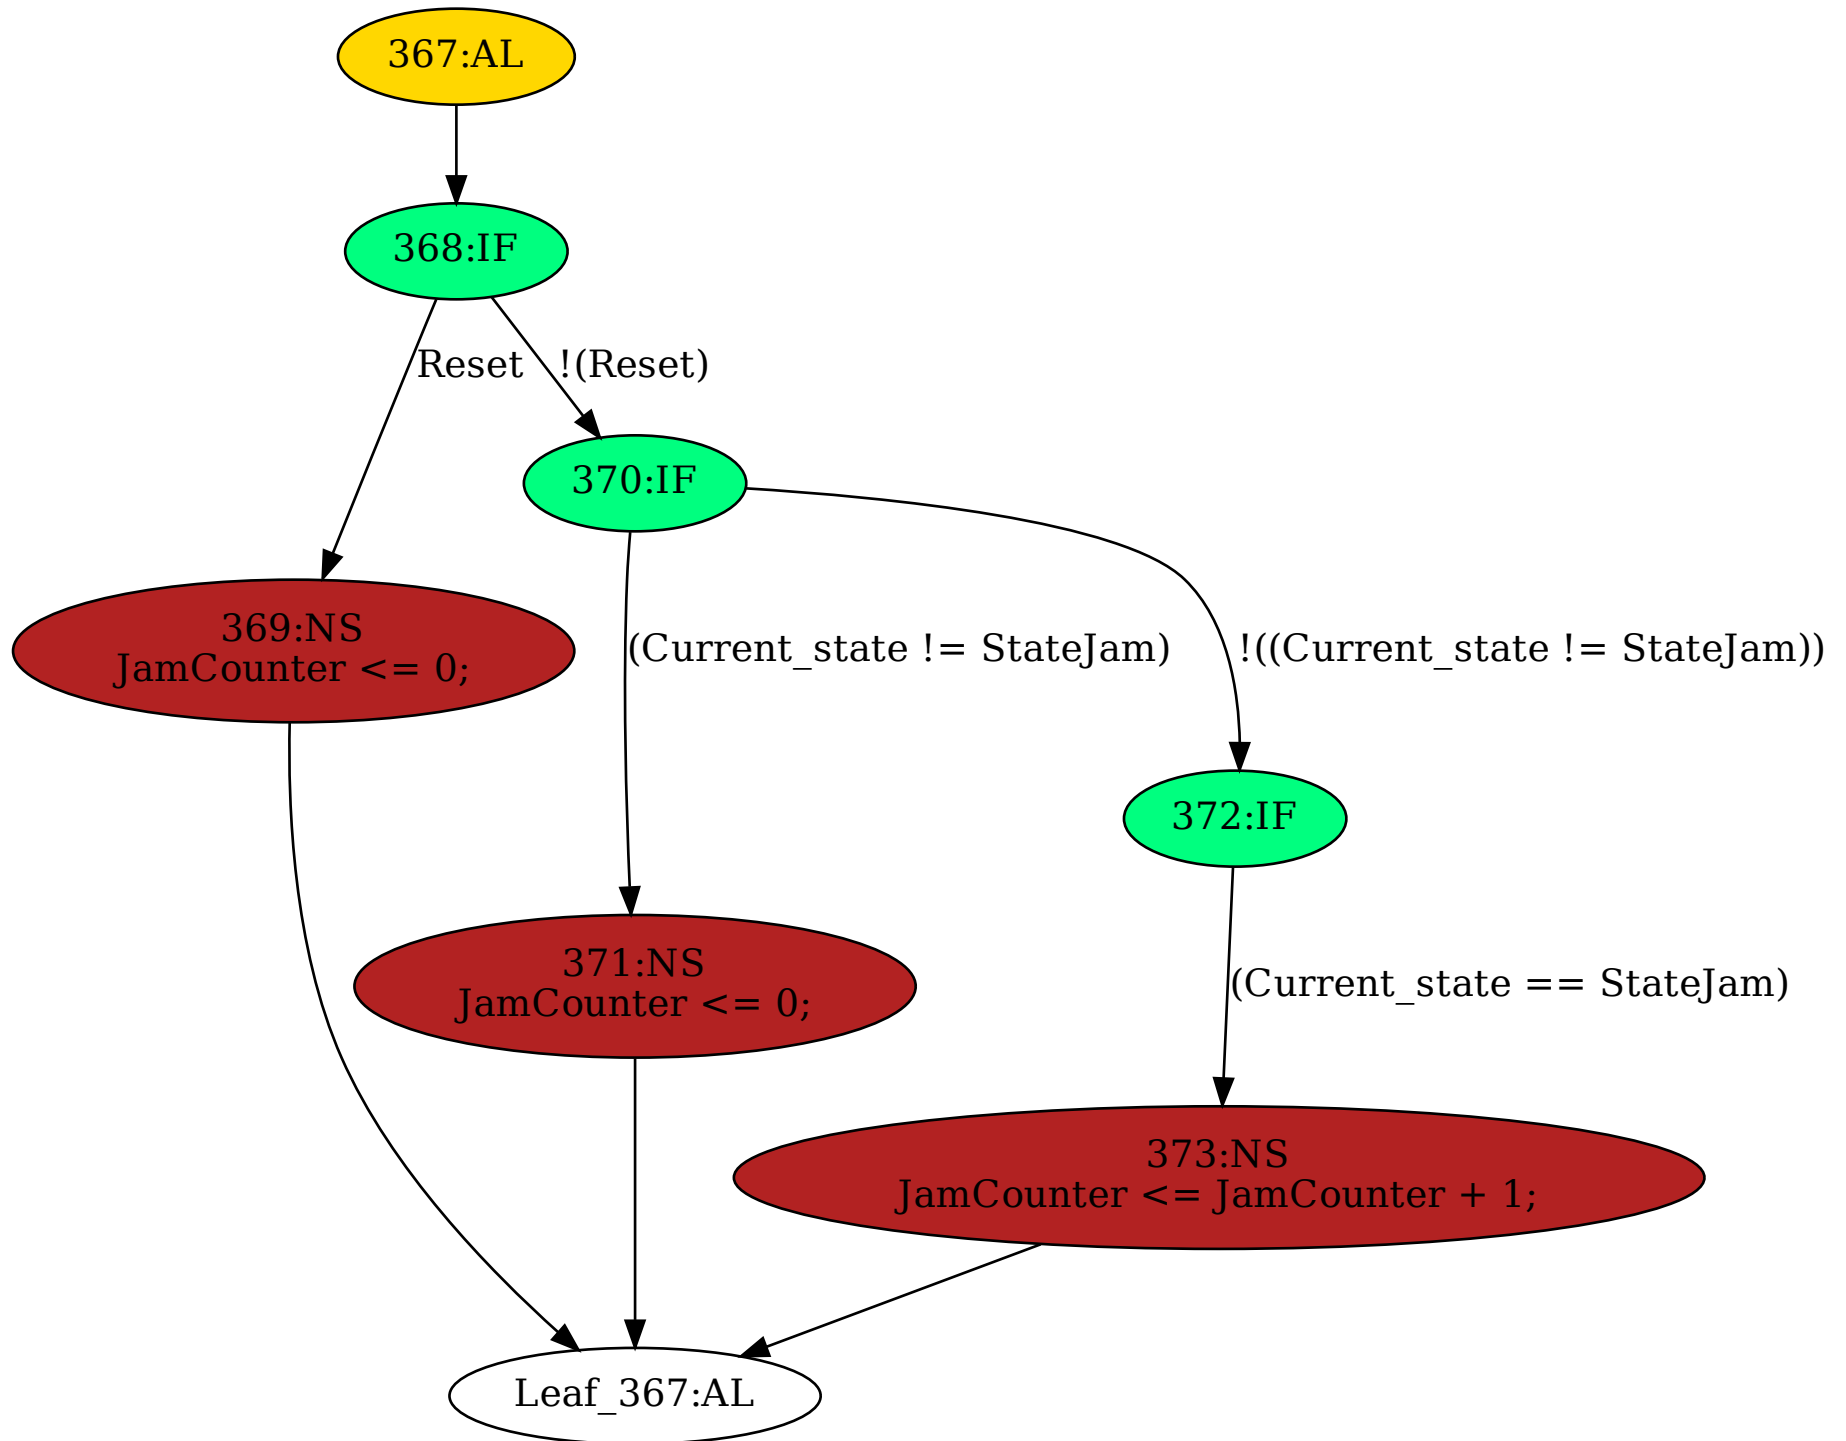 367:AL
368:IF
Reset
!(Reset)
370:IF
369:NS
JamCounter <= 0;
(Current_state != StateJam)
!((Current_state != StateJam))
372:IF
371:NS
JamCounter <= 0;
(Current_state == StateJam)
373:NS
JamCounter <= JamCounter + 1;
Leaf_367:AL